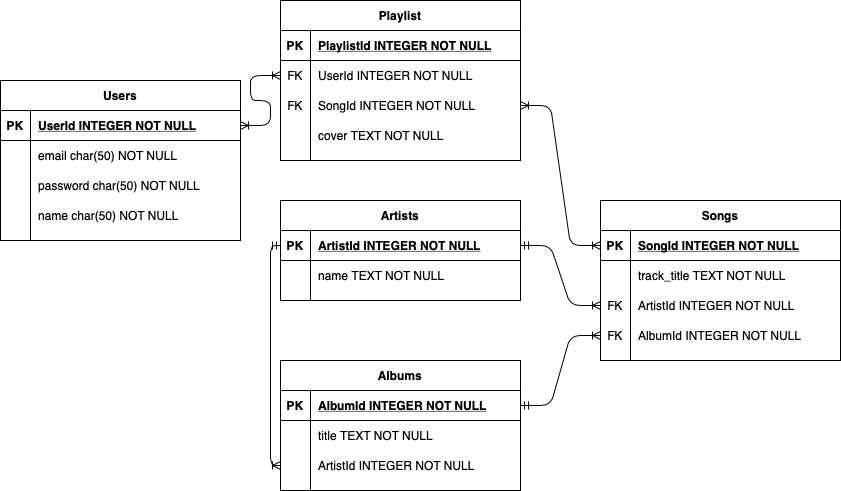 Playlist
PK PlaylistId INTEGER NOT NULL
FK UserId INTEGER NOT NULL
FK SongId INTEGER NOT NULL
cover TEXT NOT NULL
Users
PK UserId INTEGER NOT NULL
email char(50) NOT NULL
password char(50) NOT NULL
name char(50) NOT NULL
Artists
PK ArtistId INTEGER NOT NULL
name TEXT NOT NULL
Songs
PK SongId INTEGER NOT NULL
track_title TEXT NOT NULL
FK ArtistId INTEGER NOT NULL
FK AlbumId INTEGER NOT NULL
Albums
PK AlbumId INTEGER NOT NULL
title TEXT NOT NULL
ArtistId INTEGER NOT NULL